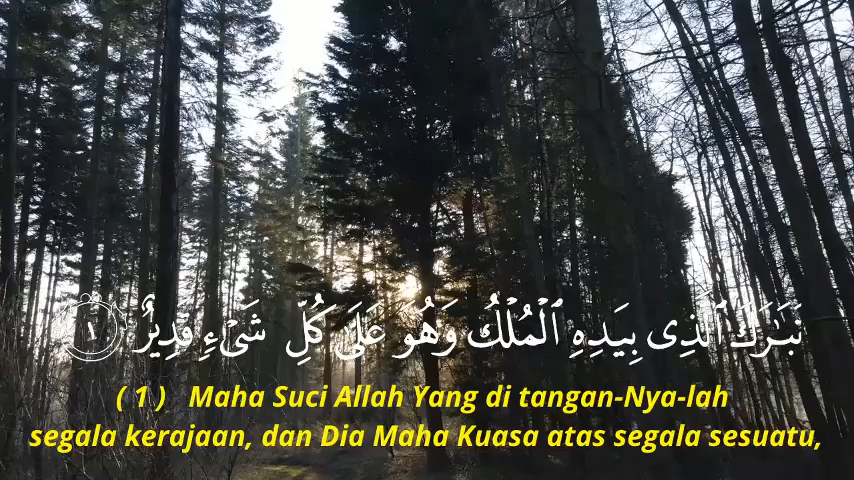 تَبَـٰرَكَ ٱلَّذِى بِيَدِهِ ٱلْمُلْكُ وَهُوَ عَلَىٰ كُلِّ شَىْءٍ قَدِيرٌ ١
( 1 ) Maha Suci Allah Yang di tangan-Nya-lah
segala kerajaan, dan Dia Maha Kuasa atas segala sesuatu,